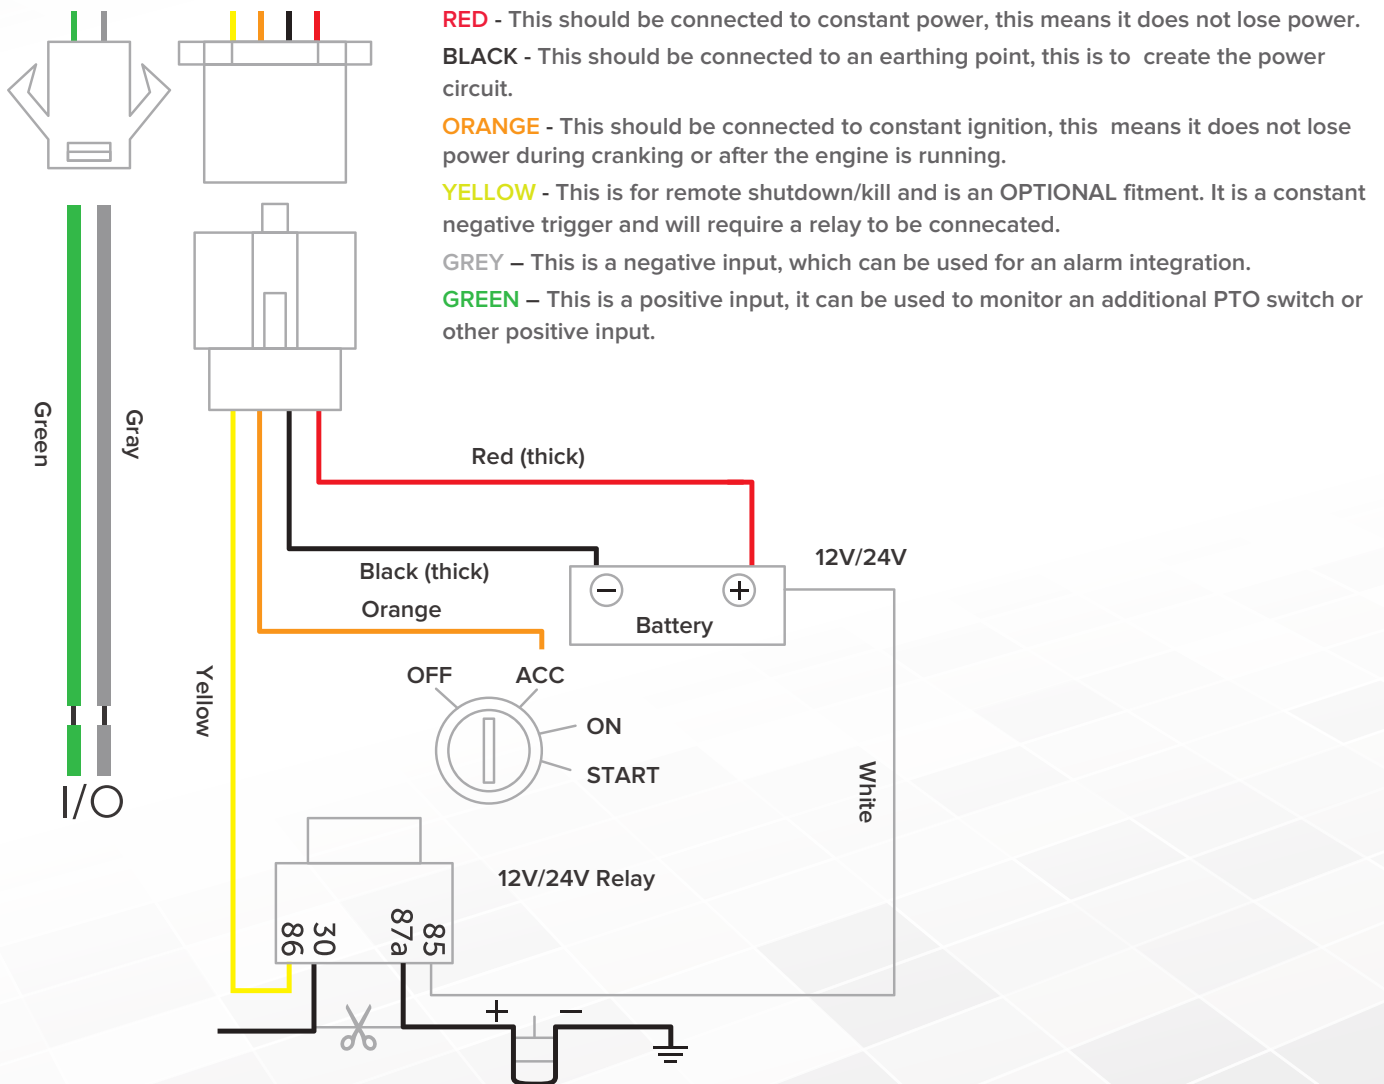 RED - This should be connected to constant power, this means it does not lose power.
BLACK - This should be connected to an earthing point, this is to create the power
circuit.
ORANGE - This should be connected to constant ignition, this means it does not lose
power during cranking or after the engine is running.
YELLOW - This is for remote shutdown/kill and is an OPTIONAL fitment. It is a constant
negative trigger and will require a relay to be connecated.
GREY – This is a negative input, which can be used for an alarm integration.
GREEN – This is a positive input, it can be used to monitor an additional PTO switch or
other positive input.
Green
Gray
Red (thick)
12V/24V
Black (thick)
Orange
− +
Battery
Yellow
OFF
ACC
ON
START
White
I/O
12V/24V Relay
86
30
87a
85
+ −